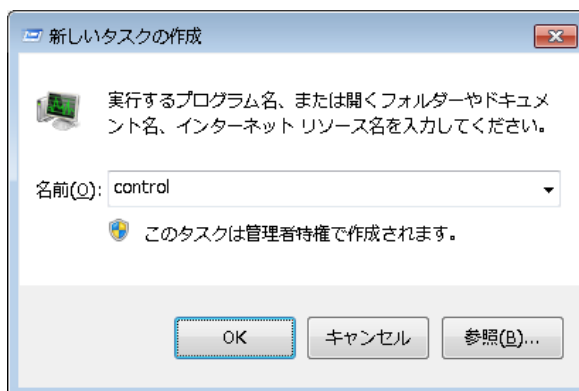 新しいタスクの作成
実行するプログラム名、または開くフォルダーやドキュメ
ント名、インターネット リソース名を入力してください。
名前(O): control
このタスクは管理者特権で作成されます。
OK キャンセル 参照(B)...